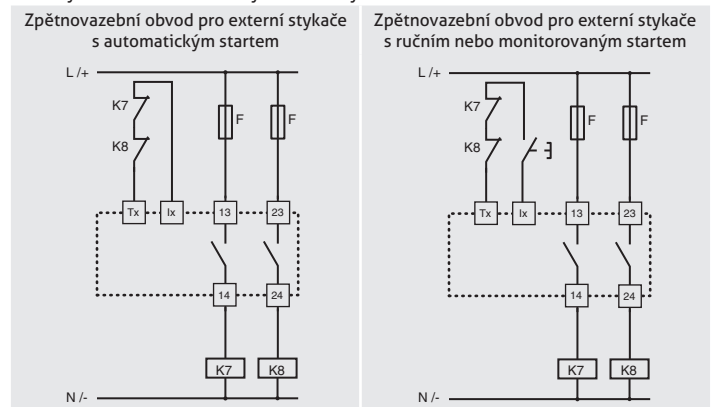 Zpětnovazební obvod pro externí stykače
s automatickým startem
L /+
K7
K8
F
F
Tx
Ix
13
23
14
24
K7
K8
N /-
Zpětnovazební obvod pro externí stykače
s ručním nebo monitorovaným startem
L /+
K7
K8
F
F
Tx
Ix
13
23
14
24
K7
K8
N /-